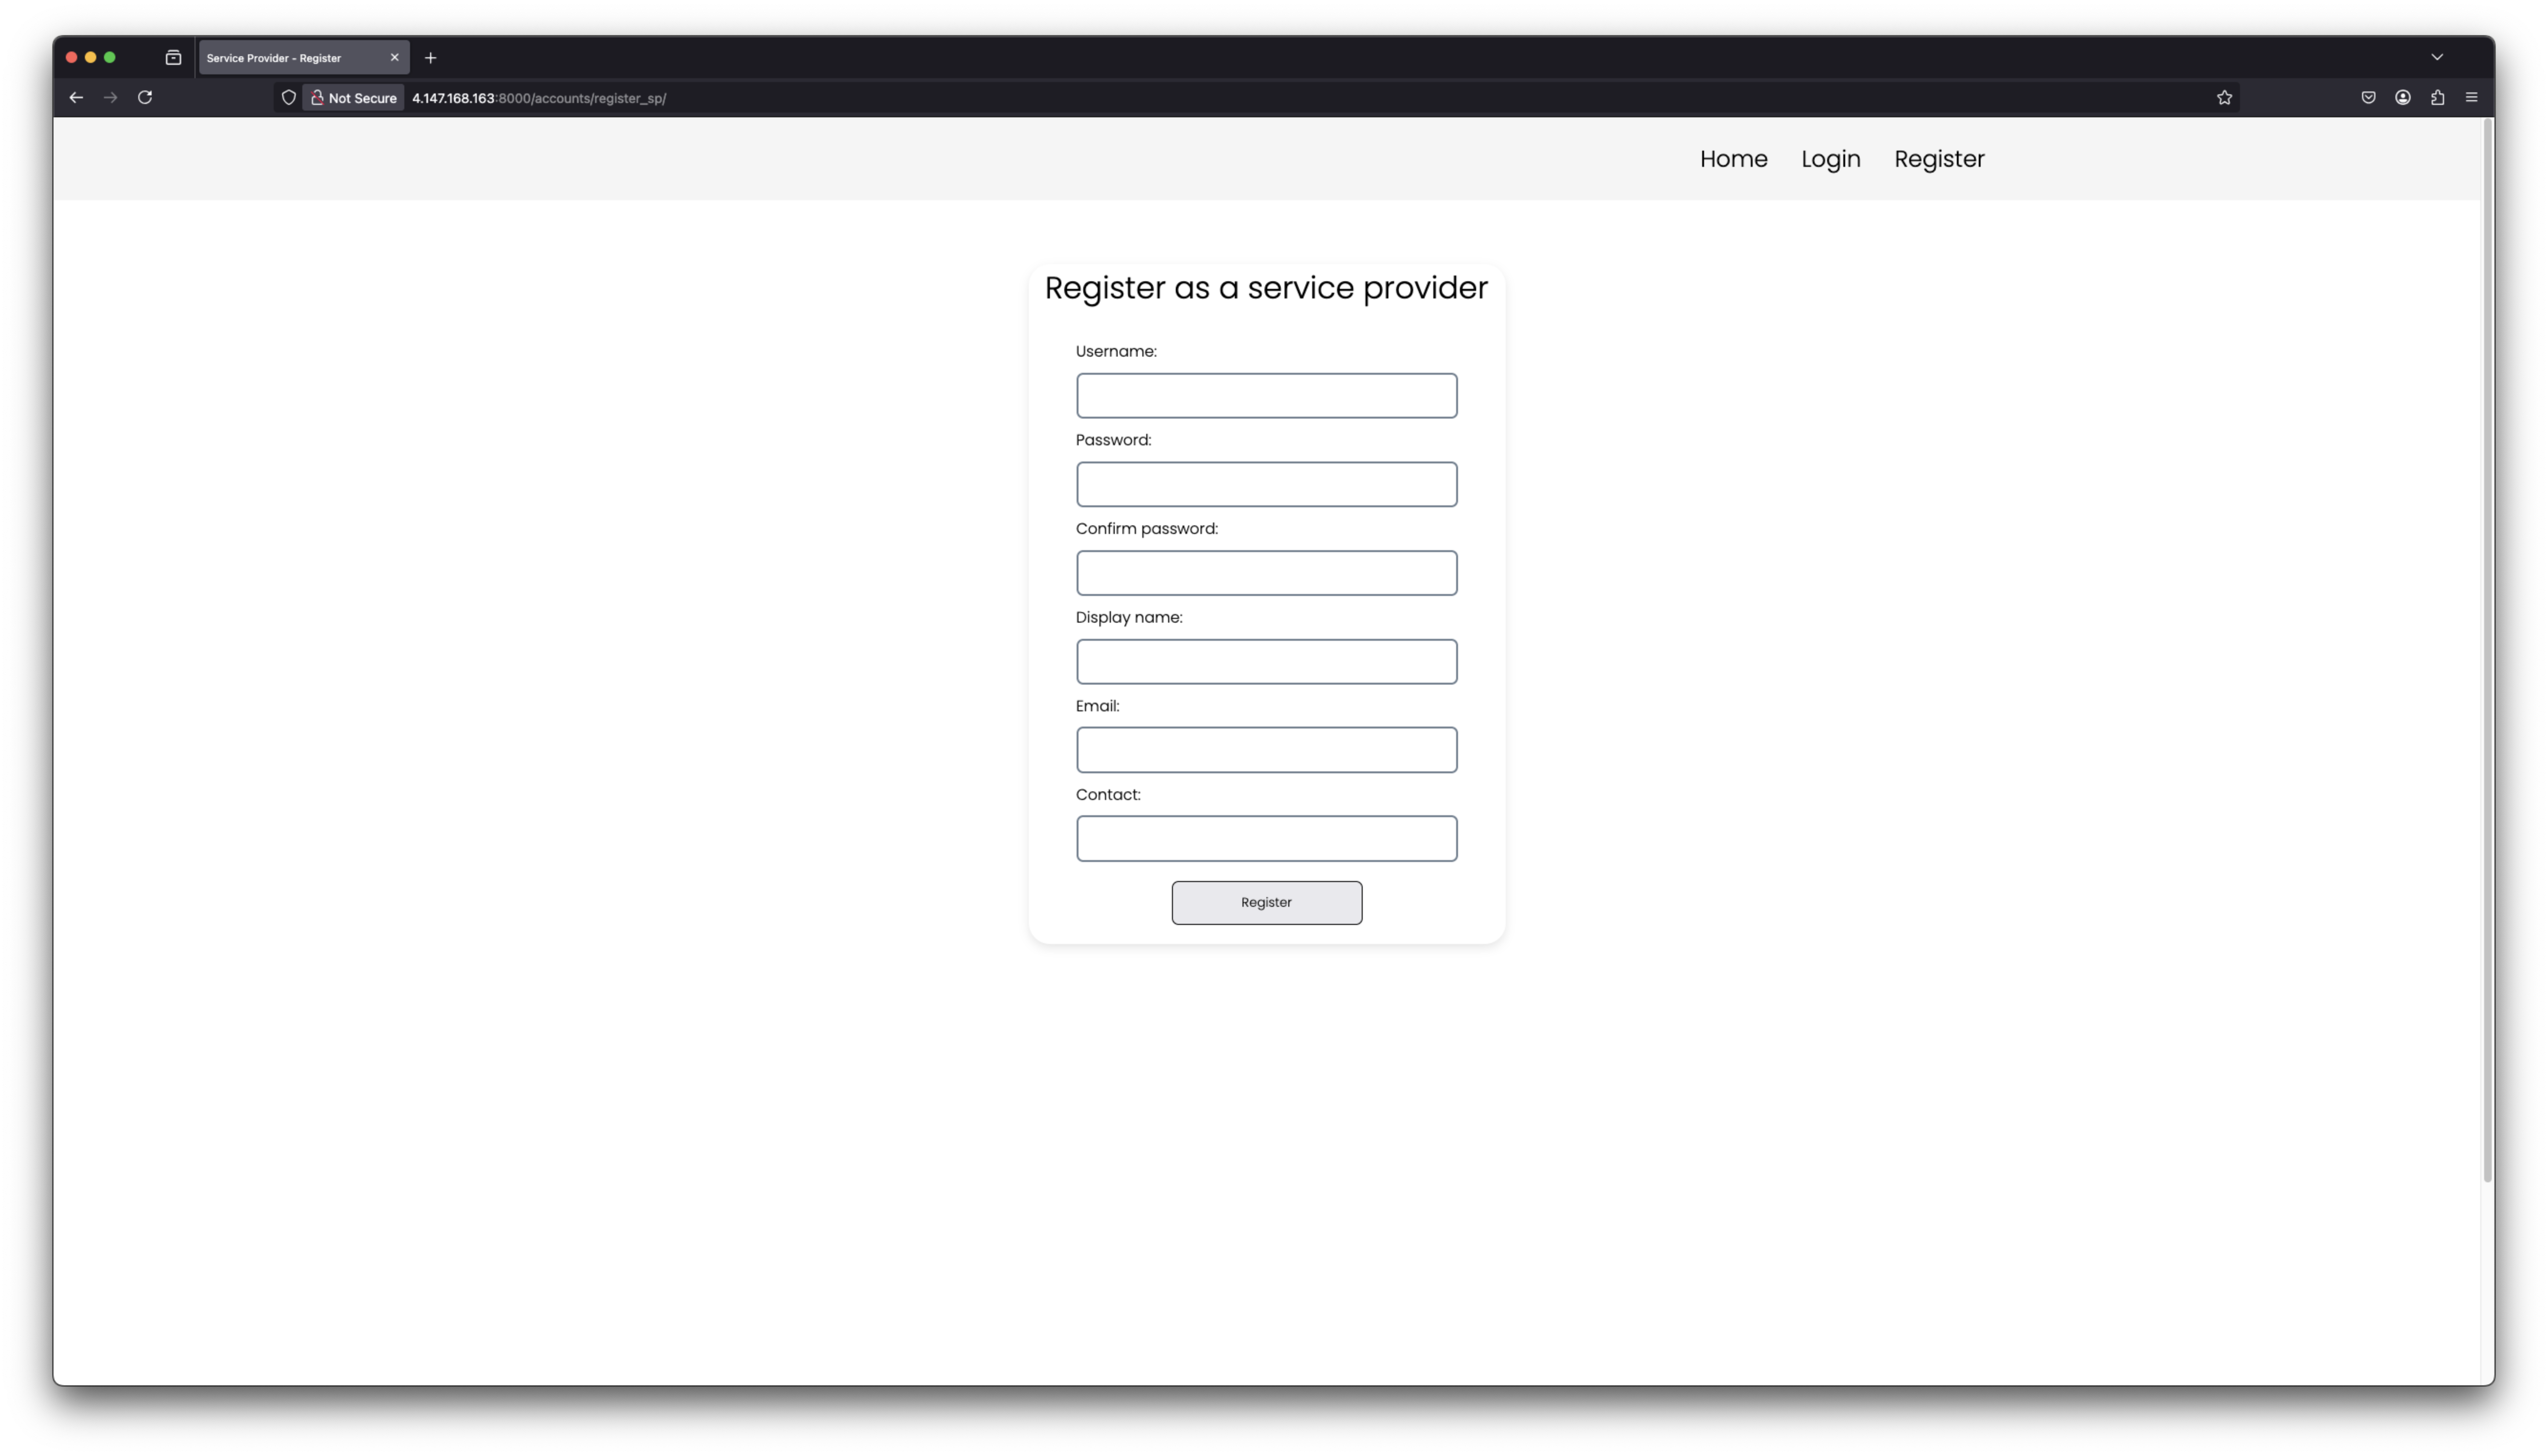 Service Provider - Register
Not Secure 4.147.168.163:8000/accounts/register_sp/
Home Login Register
Register as a service provider
Username:
Password:
Confirm password:
Display name:
Email:
Contact:
Register